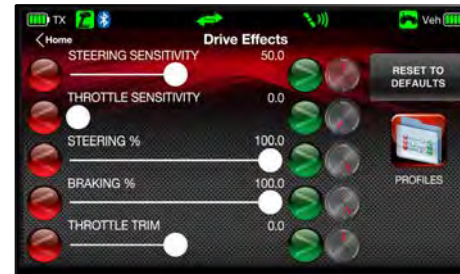 TX Veh
< Home Drive Effects
STEERING SENSITIVITY 50.0
THROTTLE SENSITIVITY 0.0
STEERING % 100.0
BRAKING % 100.0
THROTTLE TRIM 0.0
RESET TO
DEFAULTS
PROFILES